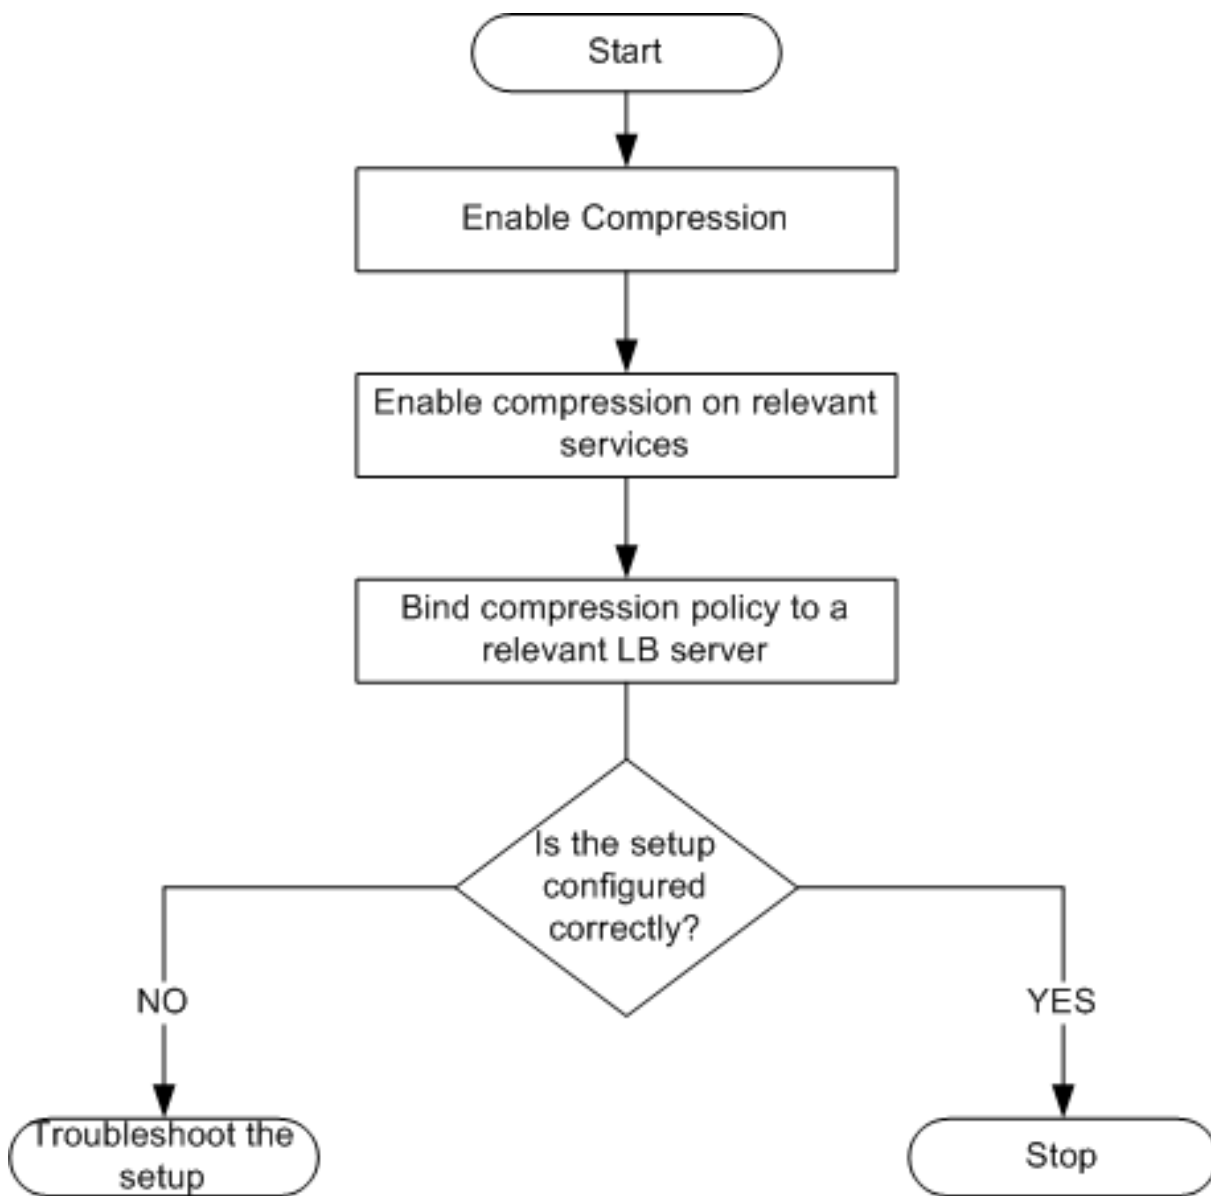 Start
Enable Compression
Enable compression on relevant
services
Bind compression policy to a
relevant LB server
Is the setup
configured
correctly?
NO
YES
Troubleshoot the
setup
Stop